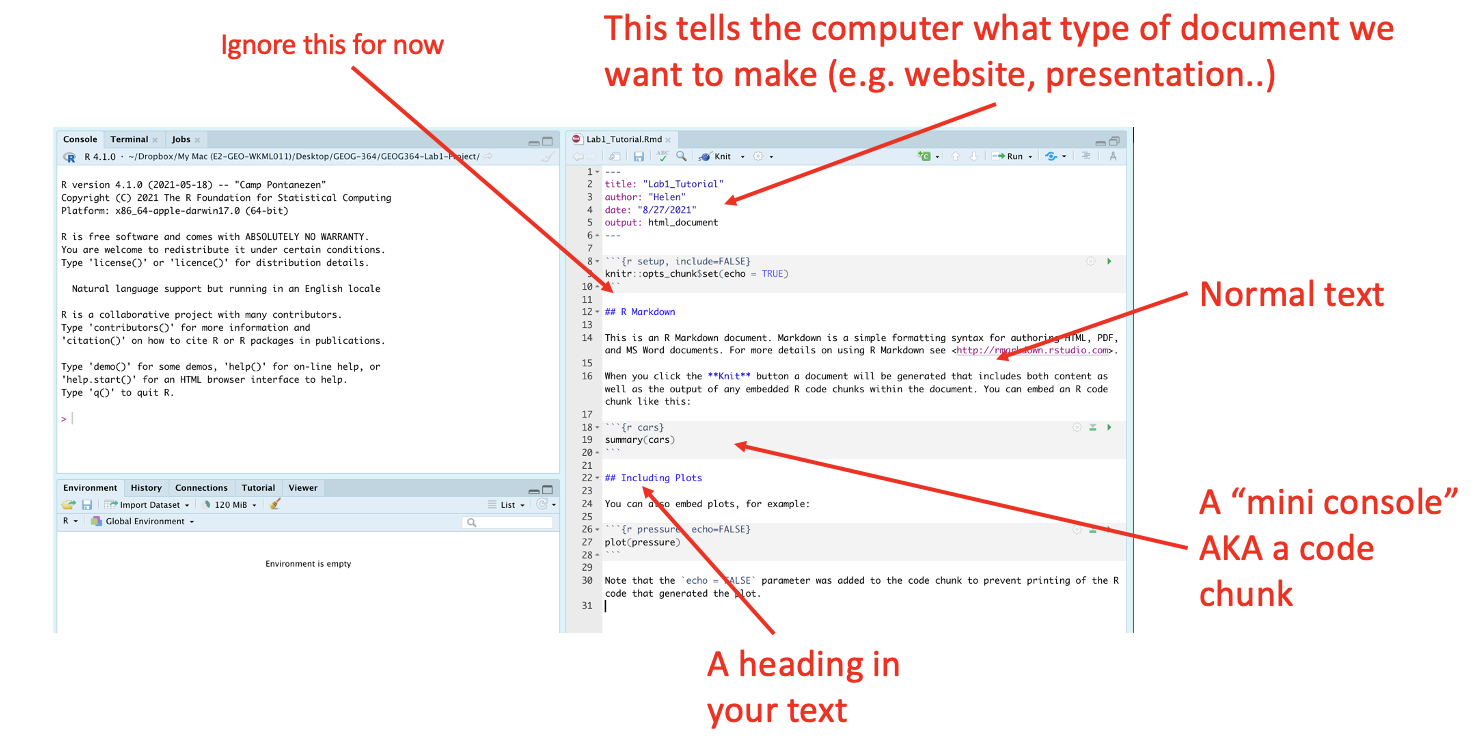 Ignore this for now
This tells the computer what type of document we
want to make (e.g. website, presentation..)
Console Terminal Jobs
R 4.1.0 · ~/Dropbox/My Mac (E2-GEO-WKML011)/Desktop/GEOG-364/GEOG364-Lab1-Project/
R version 4.1.0 (2021-05-18) -- "Camp Pontanezen"
Copyright (C) 2021 The R Foundation for Statistical Computing
Platform: x86_64-apple-darwin17.0 (64-bit)
R is free software and comes with ABSOLUTELY NO WARRANTY.
You are welcome to redistribute it under certain conditions.
Type 'license()' or 'licence()' for distribution details.
Natural language support but running in an English locale
R is a collaborative project with many contributors.
Type 'contributors()' for more information and
'citation()' on how to cite R or R packages in publications.
Type 'demo()' for some demos, 'help()' for on-line help, or
'help.start()' for an HTML browser interface to help.
Type 'q()' to quit R.
>
Environment History Connections Tutorial Viewer
Import Dataset 120 MiB List
R Global Environment
Environment is empty
Lab1_Tutorial.Rmd
ABC Knit Run
1 ---
2 title: "Lab1_Tutorial"
3 author: "Helen"
4 date: "8/27/2021"
5 output: html_document
6 ---
7
8 ```{r setup, include=FALSE}
9 knitr::opts_chunk$set(echo = TRUE)
10 ```
11
12 ## R Markdown
13
14 This is an R Markdown document. Markdown is a simple formatting syntax for authoring HTML, PDF,
and MS Word documents. For more details on using R Markdown see <http://rmarkdown.rstudio.com>.
15
16 When you click the **Knit** button a document will be generated that includes both content as
well as the output of any embedded R code chunks within the document. You can embed an R code
chunk like this:
17
18 ```{r cars}
19 summary(cars)
20 ```
21
22 ## Including Plots
23
24 You can also embed plots, for example:
25
26 ```{r pressure, echo=FALSE}
27 plot(pressure)
28 ```
29
30 Note that the `echo = FALSE` parameter was added to the code chunk to prevent printing of the R
code that generated the plot.
31
Normal text
A “mini console”
AKA a code
chunk
A heading in
your text